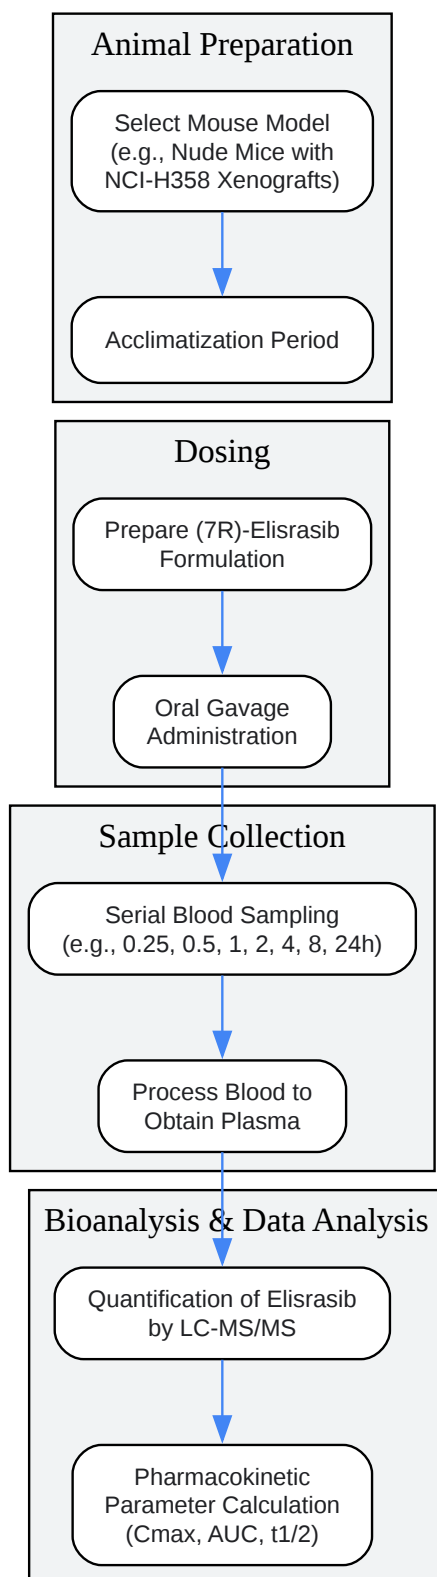 Animal Preparation
Select Mouse Model
(e.g., Nude Mice with
NCI-H358 Xenografts)
Acclimatization Period
Dosing
Prepare (7R)-Elisrasib
Formulation
Oral Gavage
Administration
Sample Collection
Serial Blood Sampling
(e.g., 0.25, 0.5, 1, 2, 4, 8, 24h)
Process Blood to
Obtain Plasma
Bioanalysis & Data Analysis
Quantification of Elisrasib
by LC-MS/MS
Pharmacokinetic
Parameter Calculation
(Cmax, AUC, t1/2)